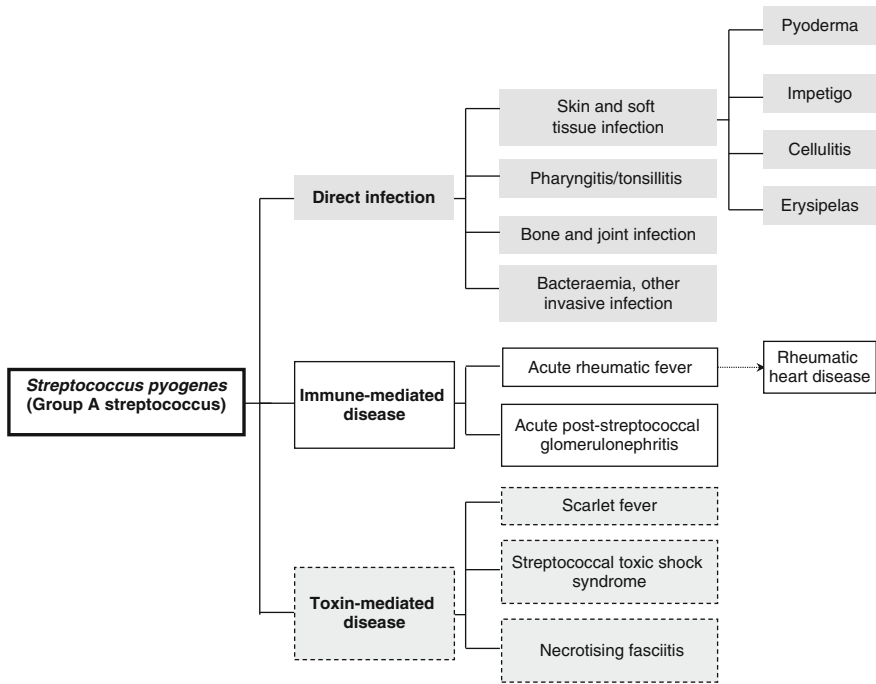 Streptococcus pyogenes
(Group A streptococcus)
Direct infection
Skin and soft
tissue infection
Pyoderma
Impetigo
Cellulitis
Erysipelas
Pharyngitis/tonsillitis
Bone and joint infection
Bacteraemia, other
invasive infection
Immune-mediated
disease
Acute rheumatic fever
Rheumatic
heart disease
Acute post-streptococcal
glomerulonephritis
Toxin-mediated
disease
Scarlet fever
Streptococcal toxic shock
syndrome
Necrotising fasciitis